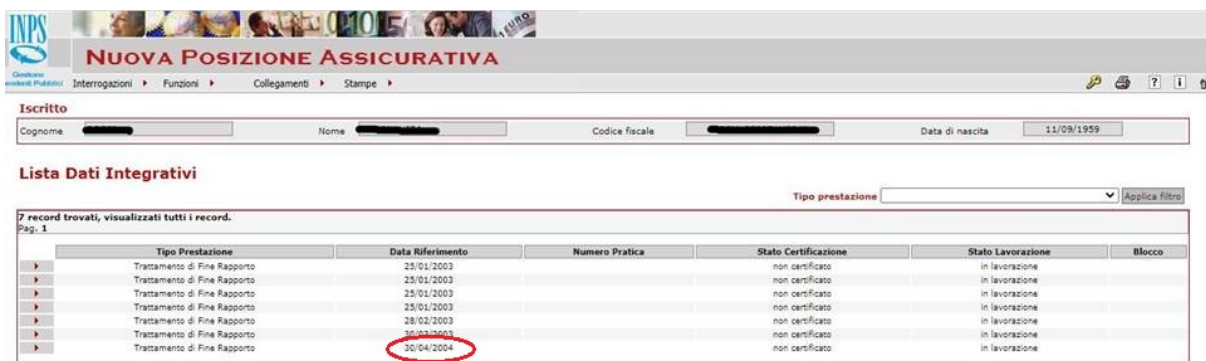 INPS
Gestione
Dipendenti Pubblici
NUOVA POSIZIONE ASSICURATIVA
Interrogazioni Funzioni Collegamenti Stampe
Iscritto
Cognome Nome Codice fiscale Data di nascita 11/09/1959
Lista Dati Integrativi
Tipo prestazione Applica filtro
7 record trovati, visualizzati tutti i record.
Pag. 1
Tipo Prestazione Data Riferimento Numero Pratica Stato Certificazione Stato Lavorazione Blocco
Trattamento di Fine Rapporto 25/01/2003 non certificato in lavorazione
Trattamento di Fine Rapporto 25/01/2003 non certificato in lavorazione
Trattamento di Fine Rapporto 25/01/2003 non certificato in lavorazione
Trattamento di Fine Rapporto 25/01/2003 non certificato in lavorazione
Trattamento di Fine Rapporto 28/02/2003 non certificato in lavorazione
Trattamento di Fine Rapporto non certificato in lavorazione
Trattamento di Fine Rapporto 30/04/2004 non certificato in lavorazione